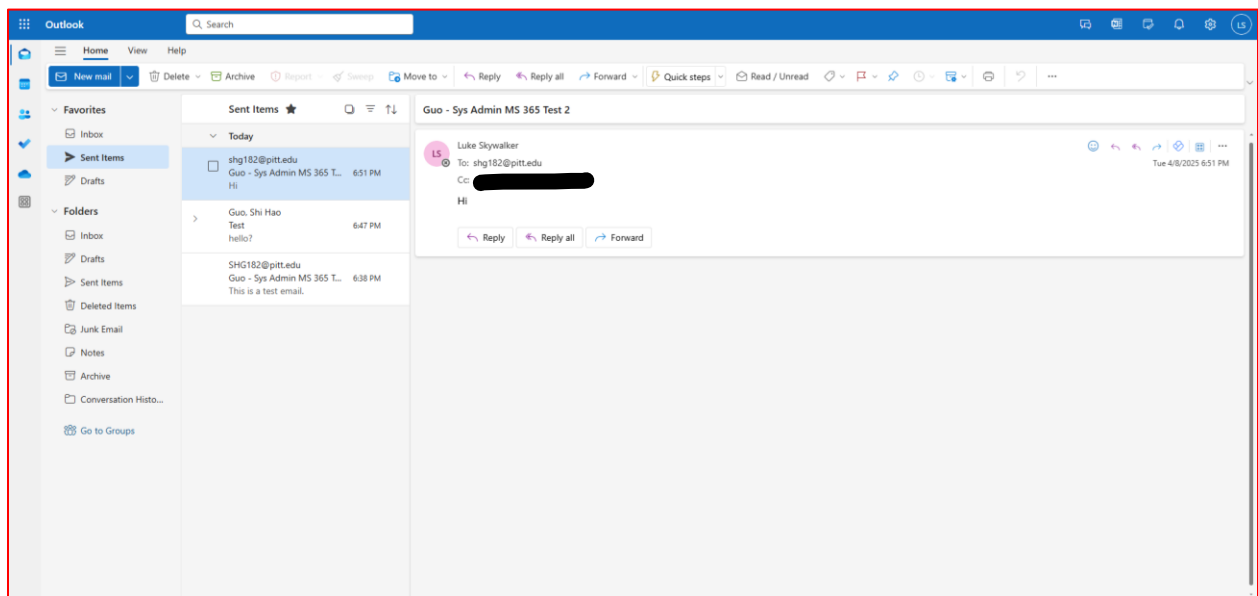 Outlook
Search
LS
Home View Help
New mail Delete Archive Report Sweep Move to Reply Reply all Forward Quick steps Read / Unread
Favorites
Inbox
Sent Items
Drafts
Folders
Inbox
Drafts
Sent Items
Deleted Items
Junk Email
Notes
Archive
Conversation Histo...
Go to Groups
Sent Items
Today
shg182@pitt.edu
Guo - Sys Admin MS 365 T... 6:51 PM
Hi
Guo, Shi Hao
Test 6:47 PM
hello?
SHG182@pitt.edu
Guo - Sys Admin MS 365 T... 6:38 PM
This is a test email.
Guo - Sys Admin MS 365 Test 2
LS
Luke Skywalker
To: shg182@pitt.edu
Cc:
Tue 4/8/2025 6:51 PM
Hi
Reply Reply all Forward